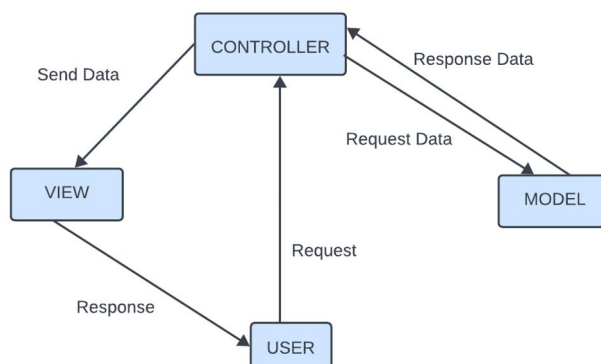 CONTROLLER
Response Data
Send Data
Request Data
VIEW
MODEL
Request
Response
USER